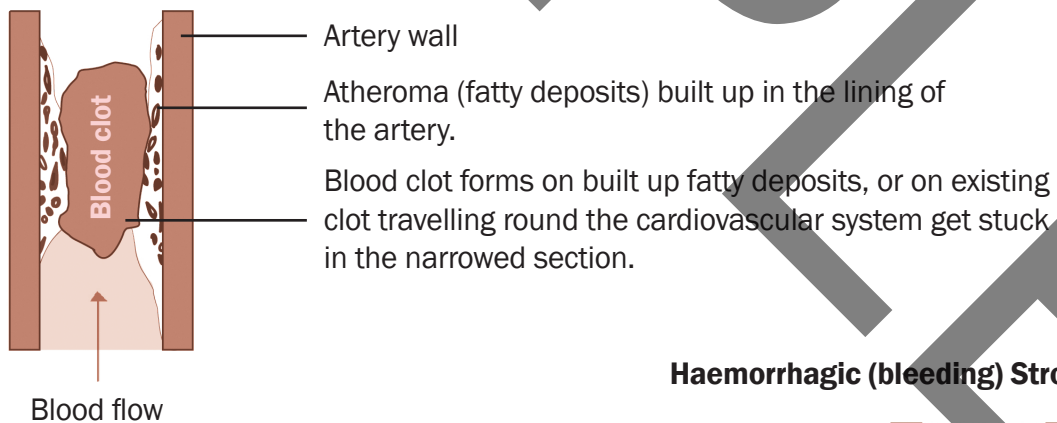 Artery wall
Atheroma (fatty deposits) built up in the lining of
the artery.
Blood clot
Blood clot forms on built up fatty deposits, or on existing
clot travelling round the cardiovascular system get stuck
in the narrowed section.
Haemorrhagic (bleeding) Stro
Blood flow